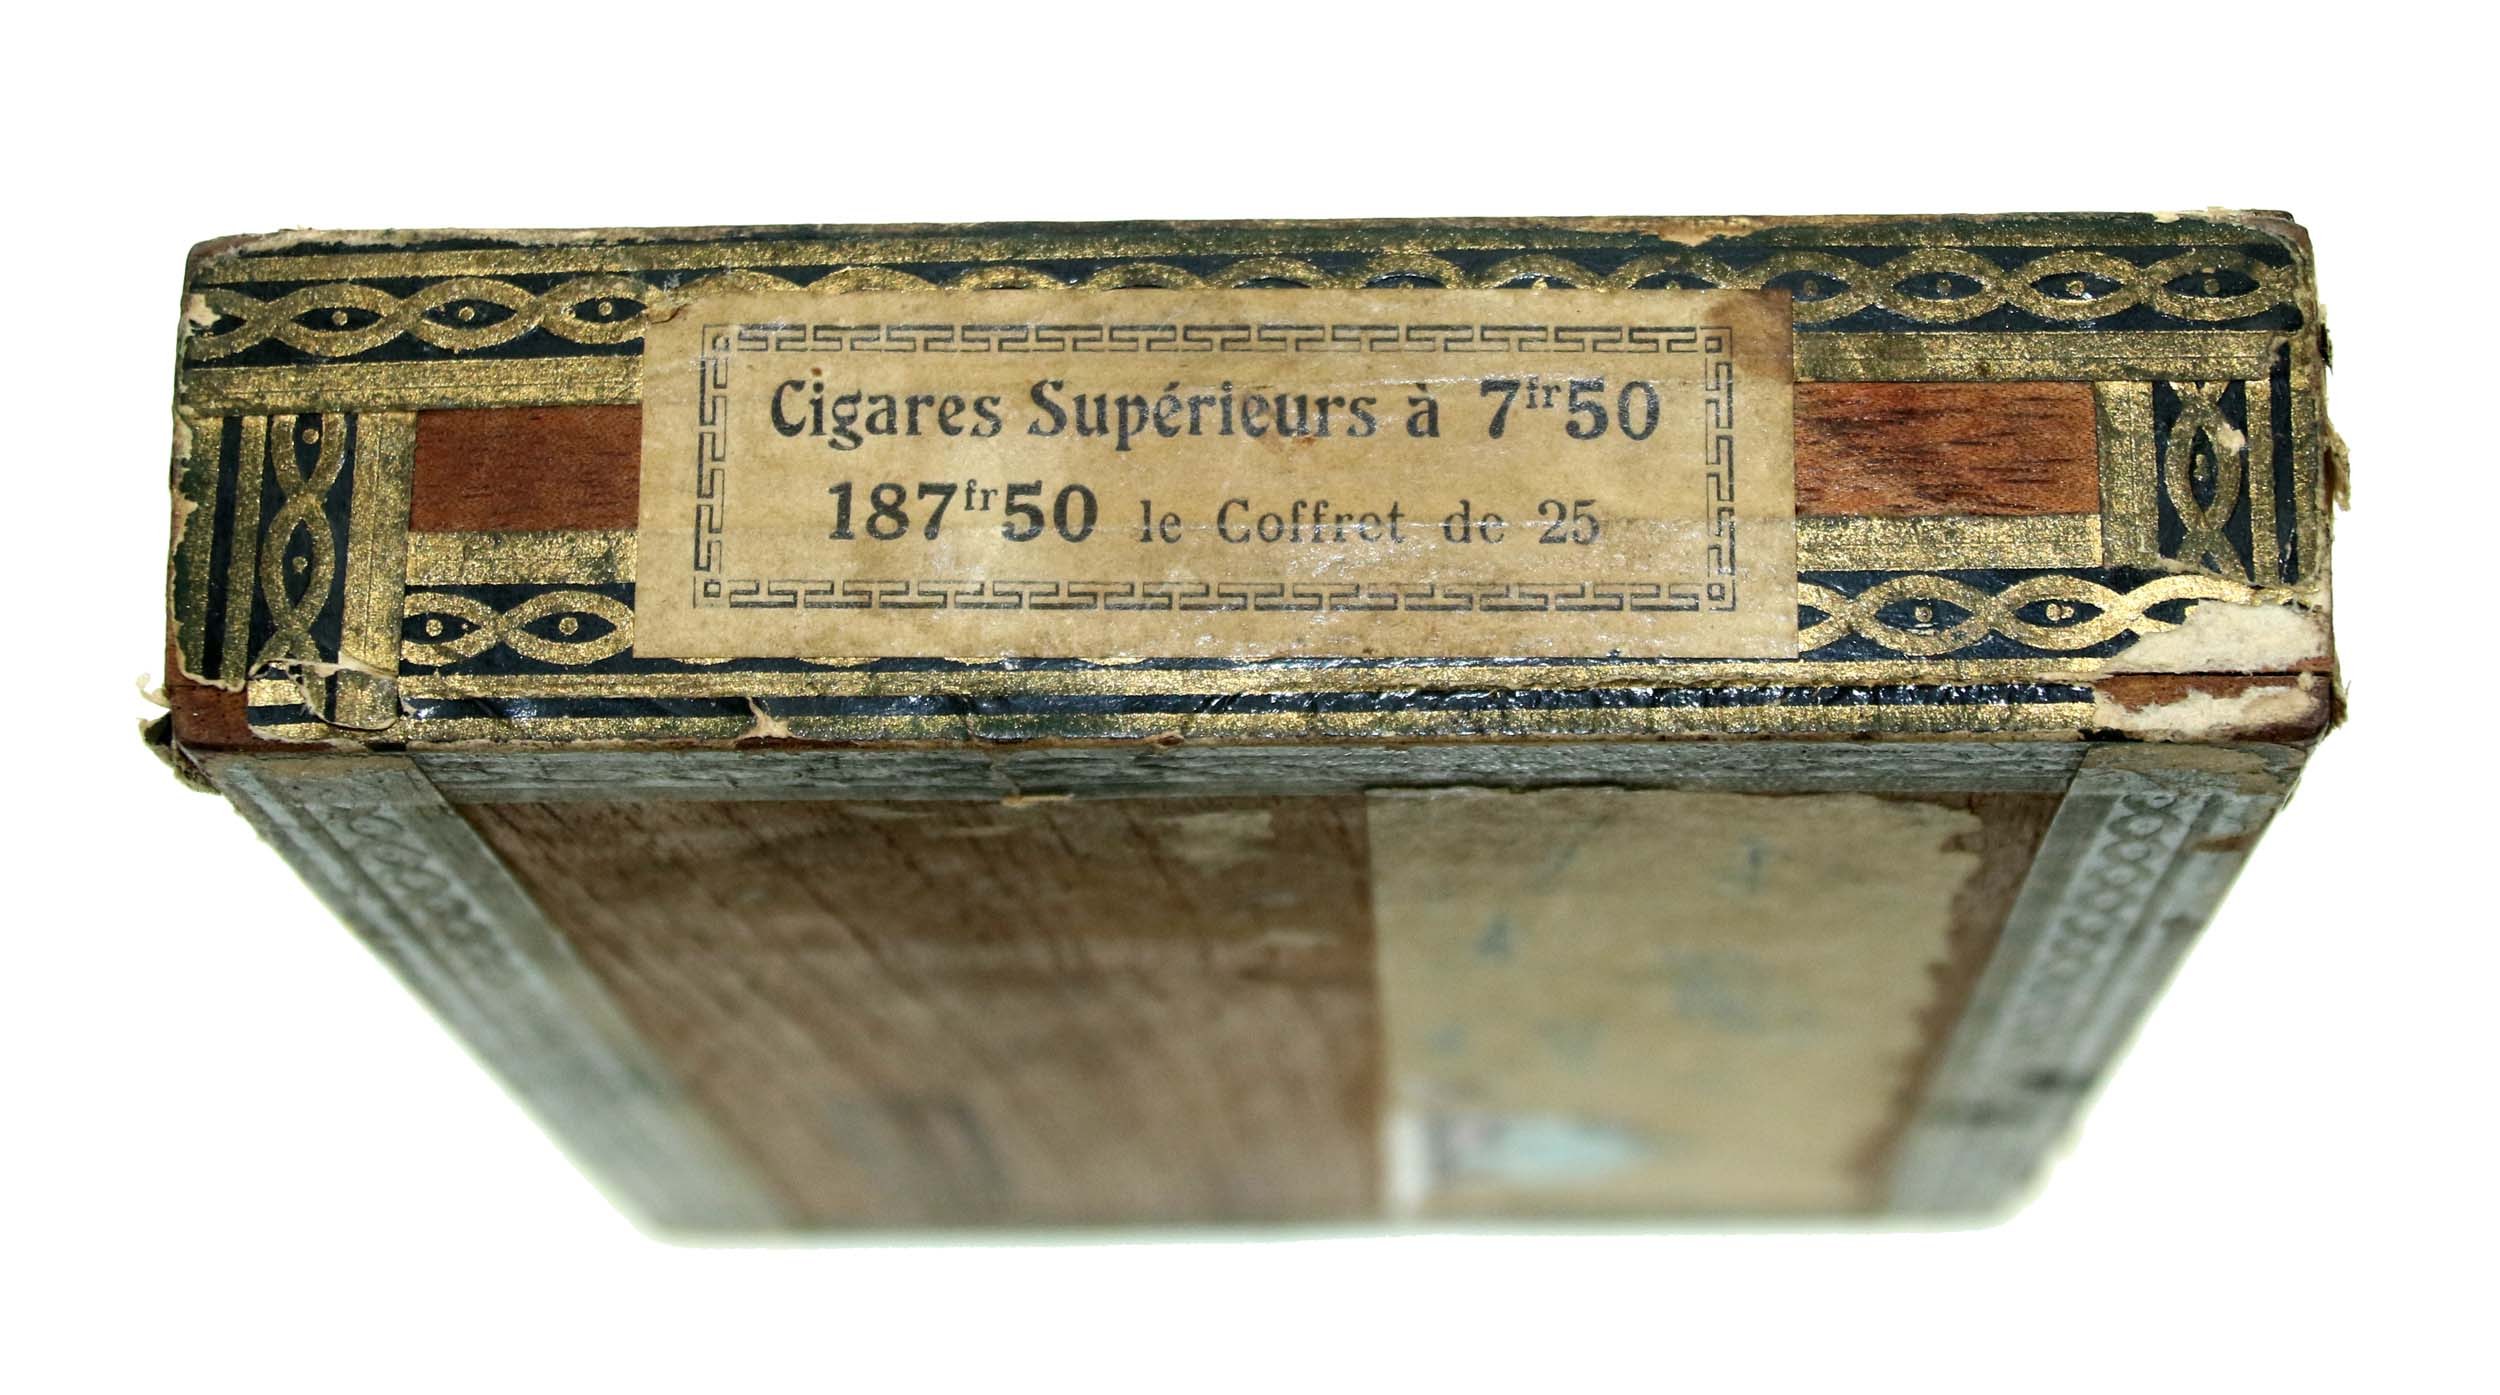 Cigares Supérieurs à 7fr50
187fr50 le Coffret de 25